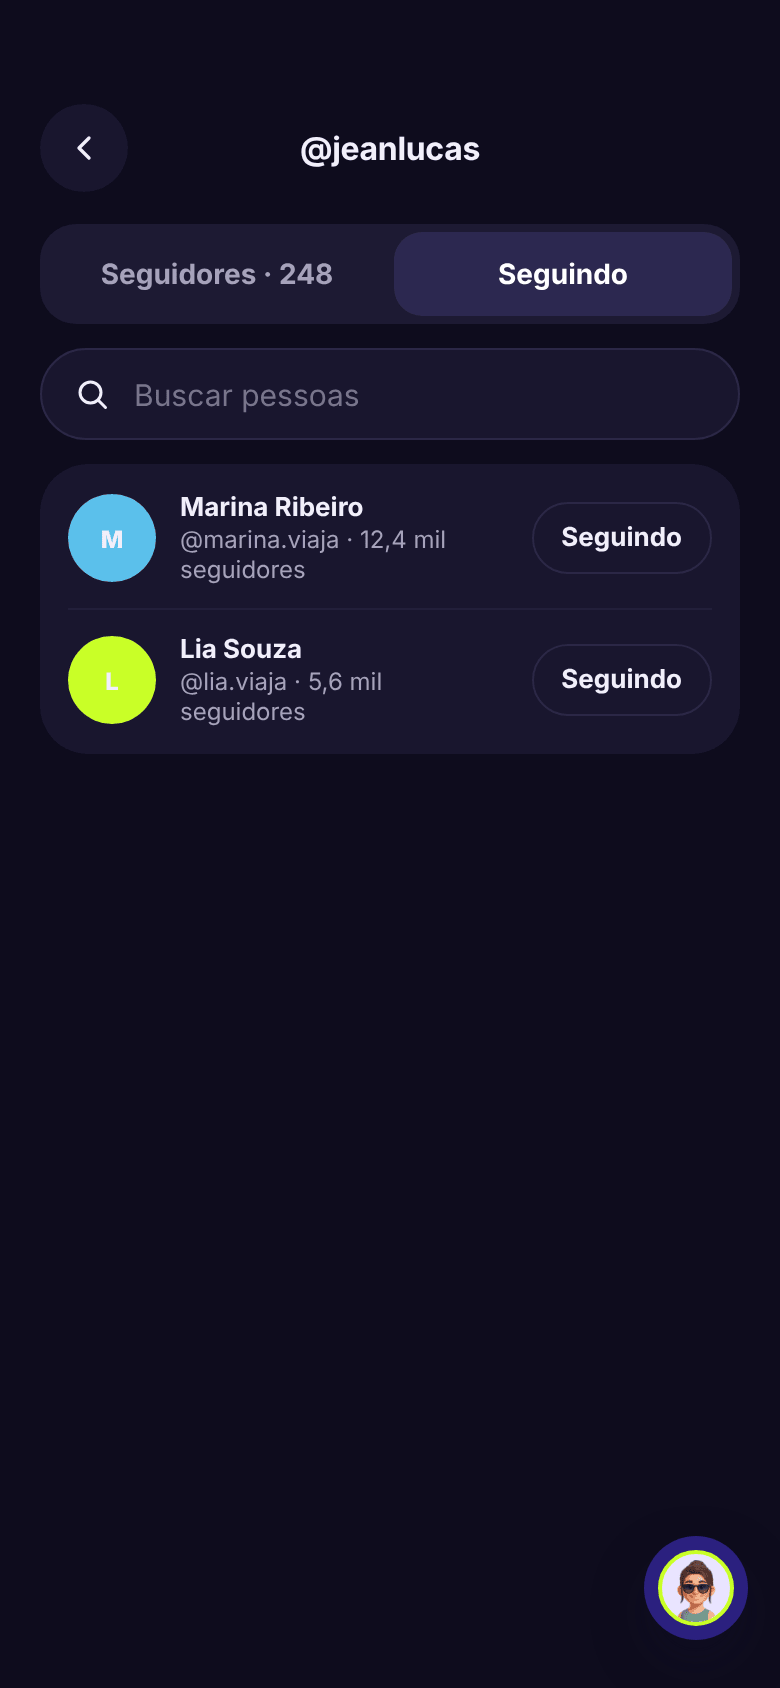 @jeanlucas
Seguidores · 248
Seguindo
Buscar pessoas
M
Marina Ribeiro
@marina.viaja · 12,4 mil
seguidores
Seguindo
L
Lia Souza
@lia.viaja · 5,6 mil
seguidores
Seguindo